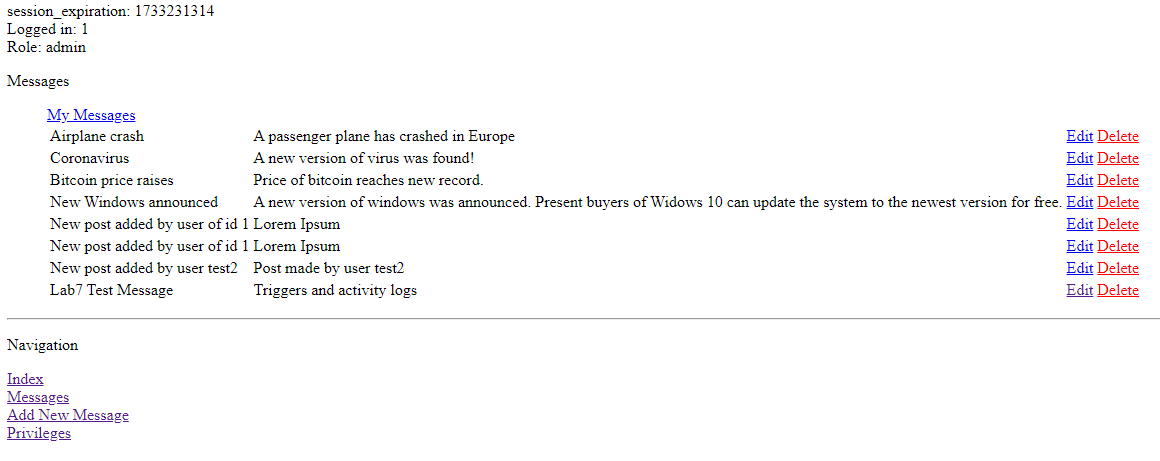 session_expiration: 1733231314
Logged in: 1
Role: admin
Messages
My Messages
Airplane crash A passenger plane has crashed in Europe Edit Delete
Coronavirus A new version of virus was found! Edit Delete
Bitcoin price raises Price of bitcoin reaches new record. Edit Delete
New Windows announced A new version of windows was announced. Present buyers of Widows 10 can update the system to the newest version for free. Edit Delete
New post added by user of id 1 Lorem Ipsum Edit Delete
New post added by user of id 1 Lorem Ipsum Edit Delete
New post added by user test2 Post made by user test2 Edit Delete
Lab7 Test Message Triggers and activity logs Edit Delete
Navigation
Index
Messages
Add New Message
Privileges